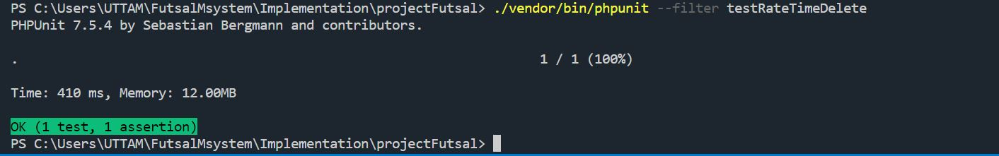 PS C:\Users\UTTAM\FutsalMsystem\Implementation\projectFutsal> ./vendor/bin/phpunit --filter testRateTimeDelete
PHPUnit 7.5.4 by Sebastian Bergmann and contributors.
. 1 / 1 (100%)
Time: 410 ms, Memory: 12.00MB
OK (1 test, 1 assertion)
PS C:\Users\UTTAM\FutsalMsystem\Implementation\projectFutsal>